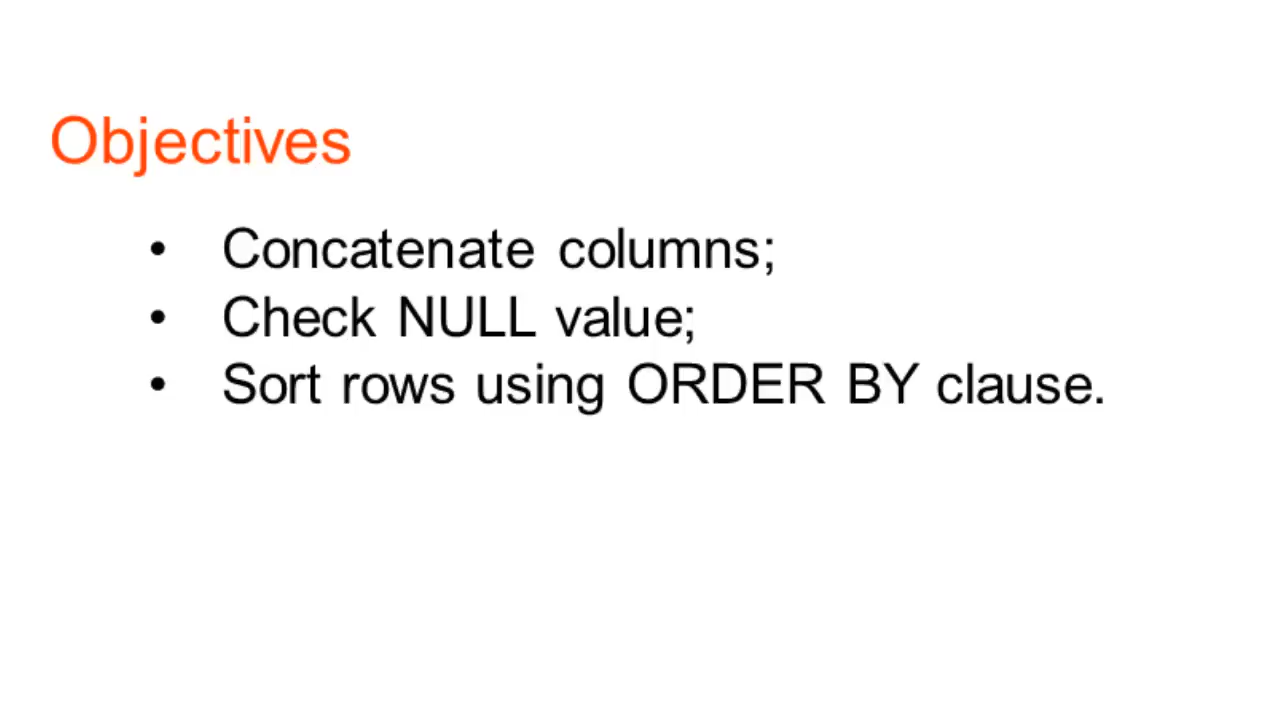 Objectives
• Concatenate columns;
• Check NULL value;
• Sort rows using ORDER BY clause.